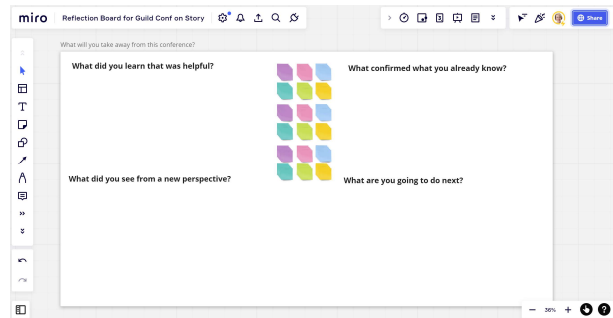 miro
Reflection Board for Guild Conf on Story
Share
What will you take away from this conference?
What did you learn that was helpful?
What confirmed what you already know?
What did you see from a new perspective?
What are you going to do next?
36%